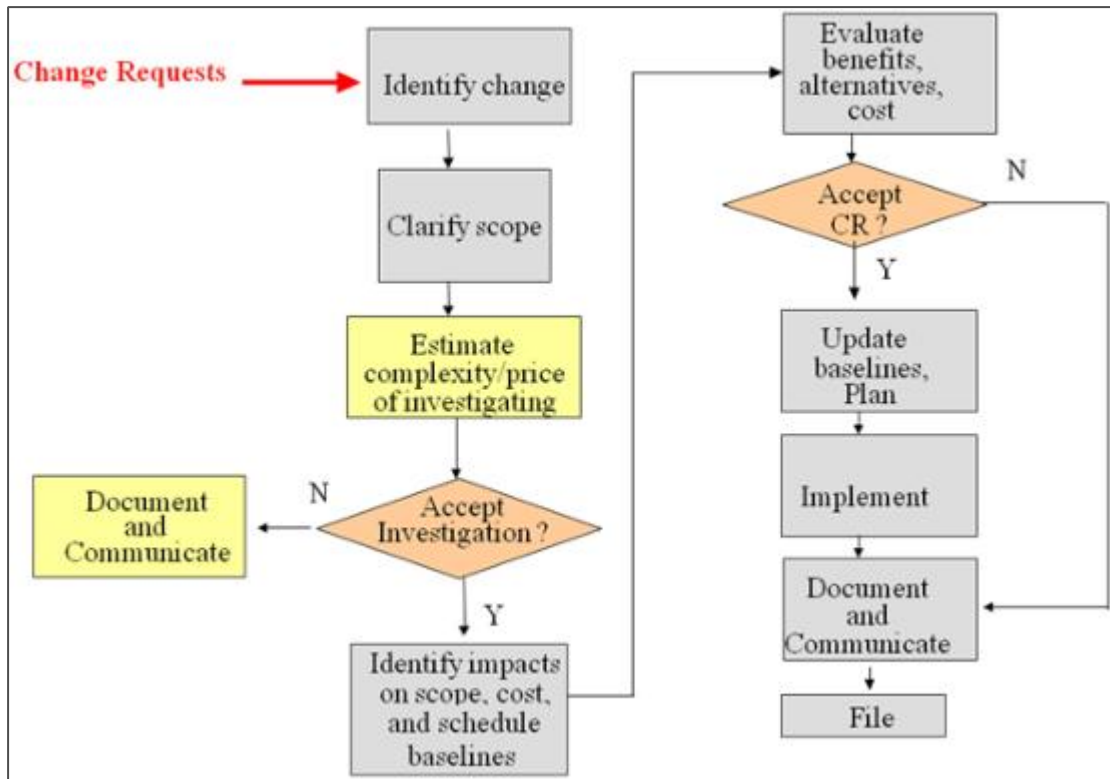 Change Requests
Identify change
Clarify scope
Estimate
complexity/price
of investigating
Accept
Investigation ?
N
Document
and
Communicate
Y
Identify impacts
on scope, cost,
and schedule
baselines
Evaluate
benefits,
alternatives,
cost
Accept
CR ?
N
Y
Update
baselines,
Plan
Implement
Document
and
Communicate
File